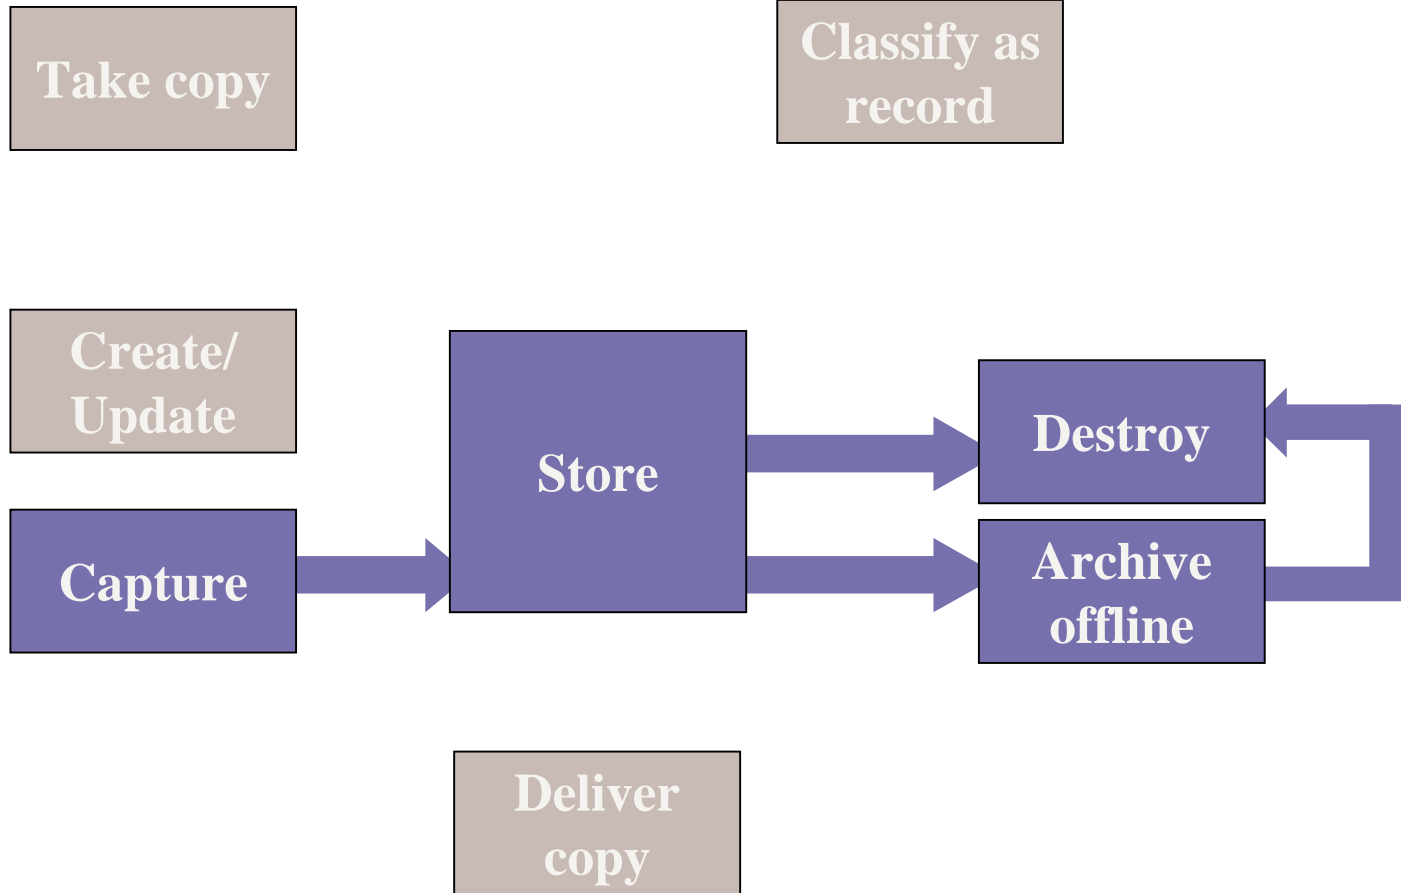 Take copy
Classify as
record
Create/
Update
Store
Destroy
Capture
Archive
offline
Deliver
copy